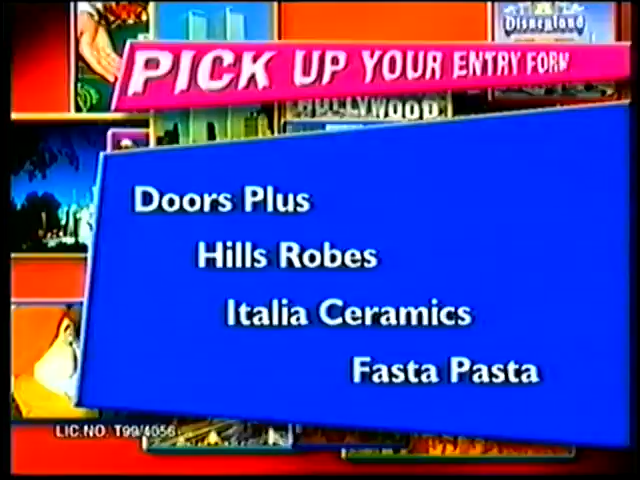 Disneyland
PICK UP YOUR ENTRY FORM
HOLLYWOOD
Doors Plus
Hills Robes
Italia Ceramics
Fasta Pasta
LIC.NO. T99/4056